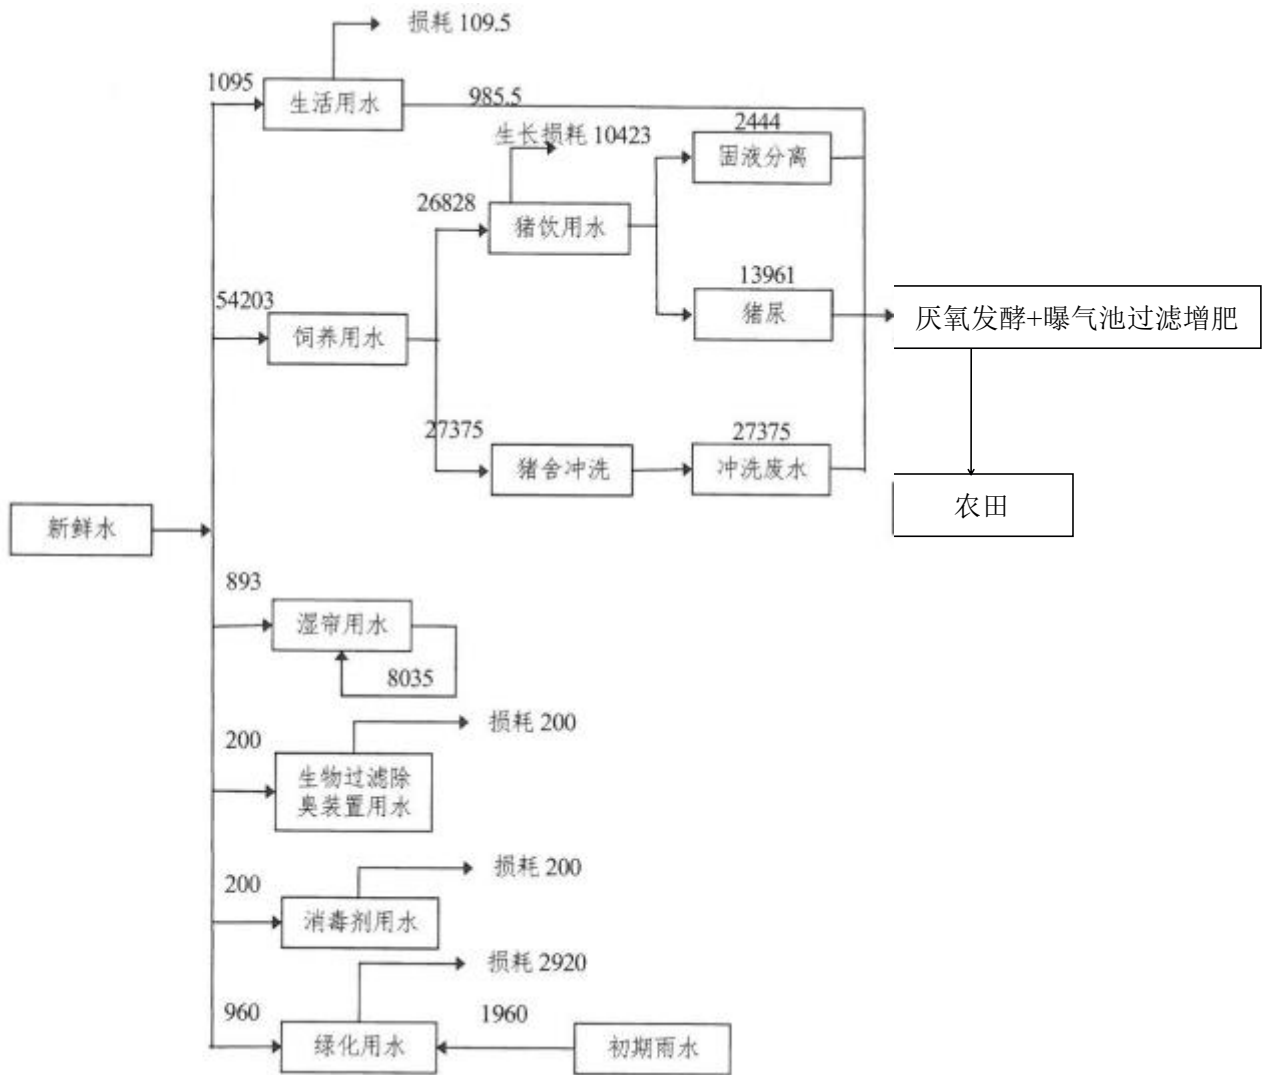 损耗 109.5
1095
生活用水
985.5
生长损耗 10423
2444
固液分离
26828
猪饮用水
13961
猪尿
54203
饲养用水
厌氧发酵+曝气池过滤增肥
27375
猪舍冲洗
27375
冲洗废水
农田
新鲜水
893
湿帘用水
8035
损耗 200
200
生物过滤除
臭装置用水
损耗 200
200
消毒剂用水
损耗 2920
960
绿化用水
1960
初期雨水